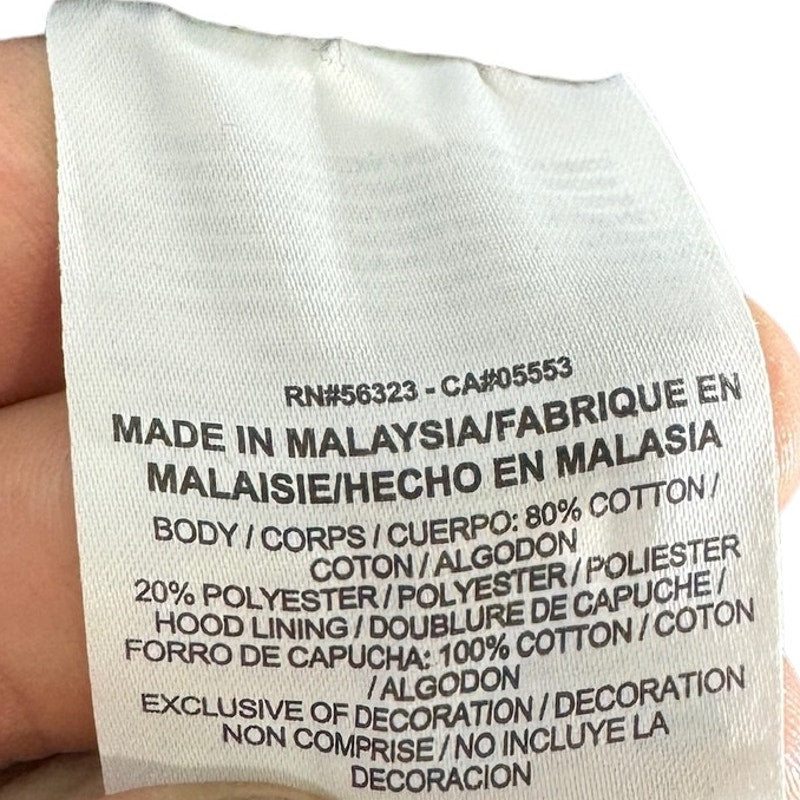 RN#56323 - CA#05553
MADE IN MALAYSIA/FABRIQUE EN
MALAISIE/HECHO EN MALASIA
BODY / CORPS / CUERPO: 80% COTTON /
COTON / ALGODON
20% POLYESTER / POLYESTER / POLIESTER
HOOD LINING / DOUBLURE DE CAPUCHE /
FORRO DE CAPUCHA: 100% COTTON / COTON
/ ALGODON
EXCLUSIVE OF DECORATION / DECORATION
NON COMPRISE / NO INCLUYE LA
DECORACION